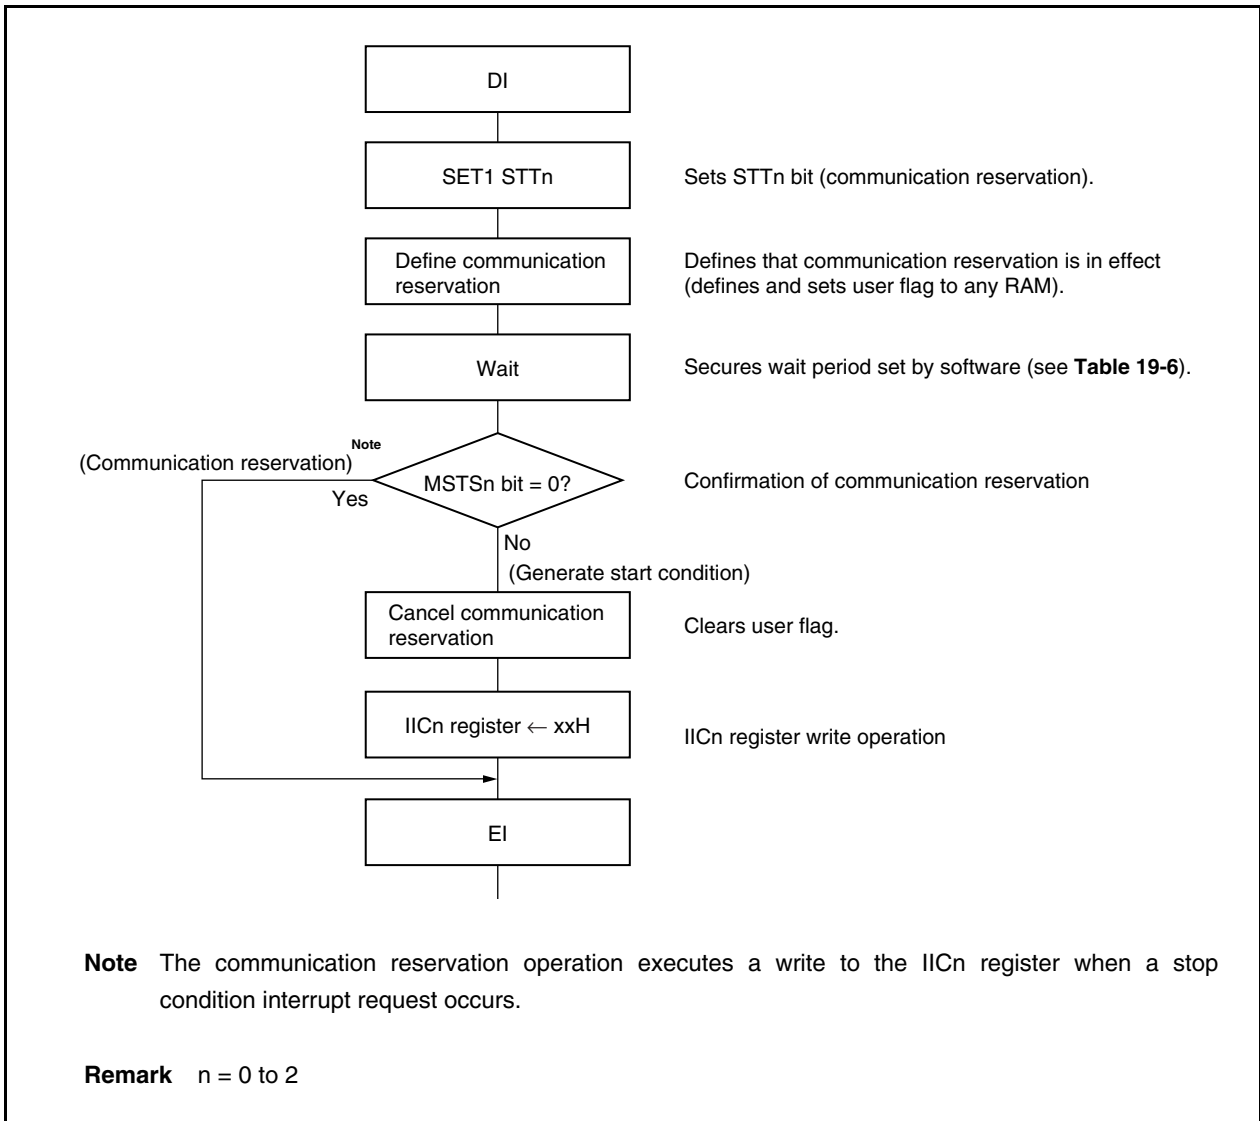 DI
SET1 STTn
Sets STTn bit (communication reservation).
Define communication
reservation
Defines that communication reservation is in effect
(defines and sets user flag to any RAM).
Wait
Secures wait period set by software (see Table 19-6).
(Communication reservation)Note
Yes
MSTSn bit = 0?
Confirmation of communication reservation
No
(Generate start condition)
Cancel communication
reservation
Clears user flag.
IICn register ← xxH
IICn register write operation
EI
Note The communication reservation operation executes a write to the IICn register when a stop
condition interrupt request occurs.
Remark n = 0 to 2